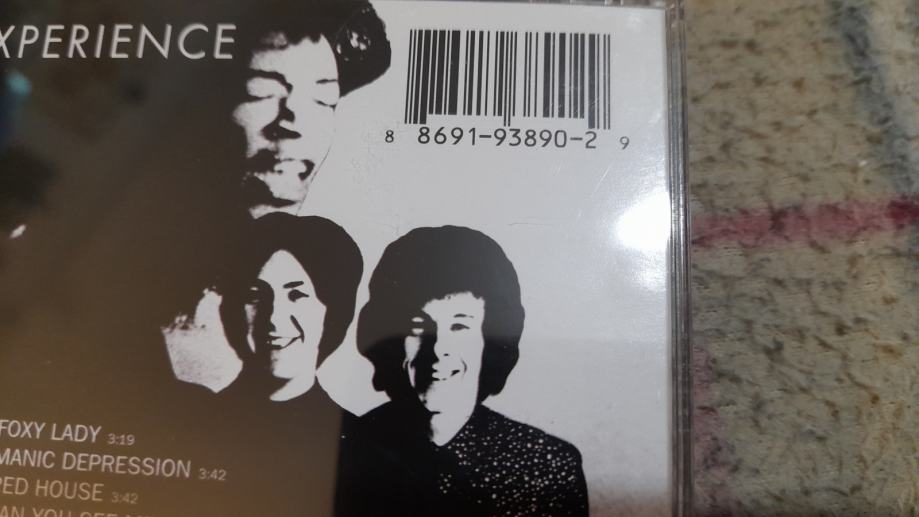 XPERIENCE
8 8691-93890-2 9
FOXY LADY 3:19
MANIC DEPRESSION 3:42
RED HOUSE 3:42